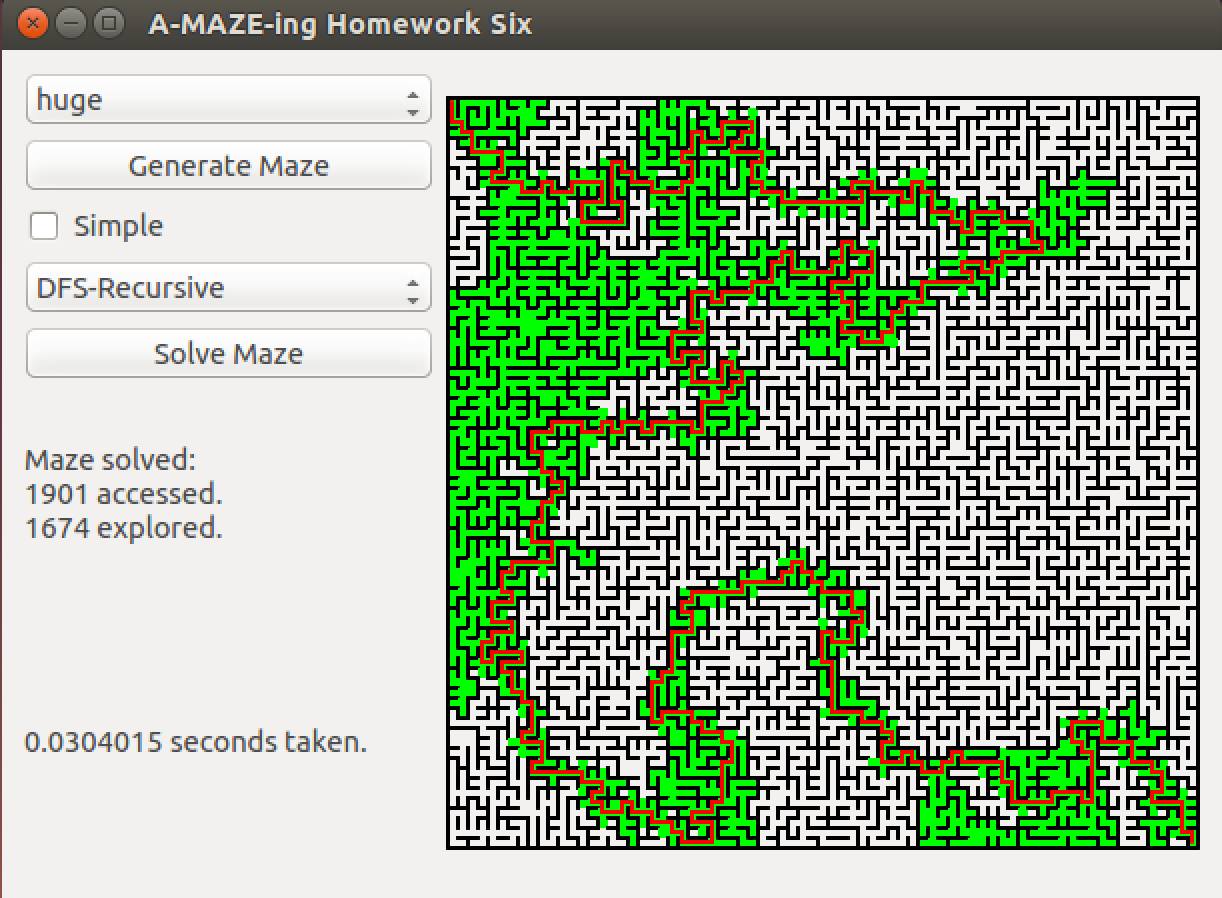 A-MAZE-ing Homework Six
huge
Generate Maze
Simple
DFS-Recursive
Solve Maze
Maze solved:
1901 accessed.
1674 explored.
0.0304015 seconds taken.